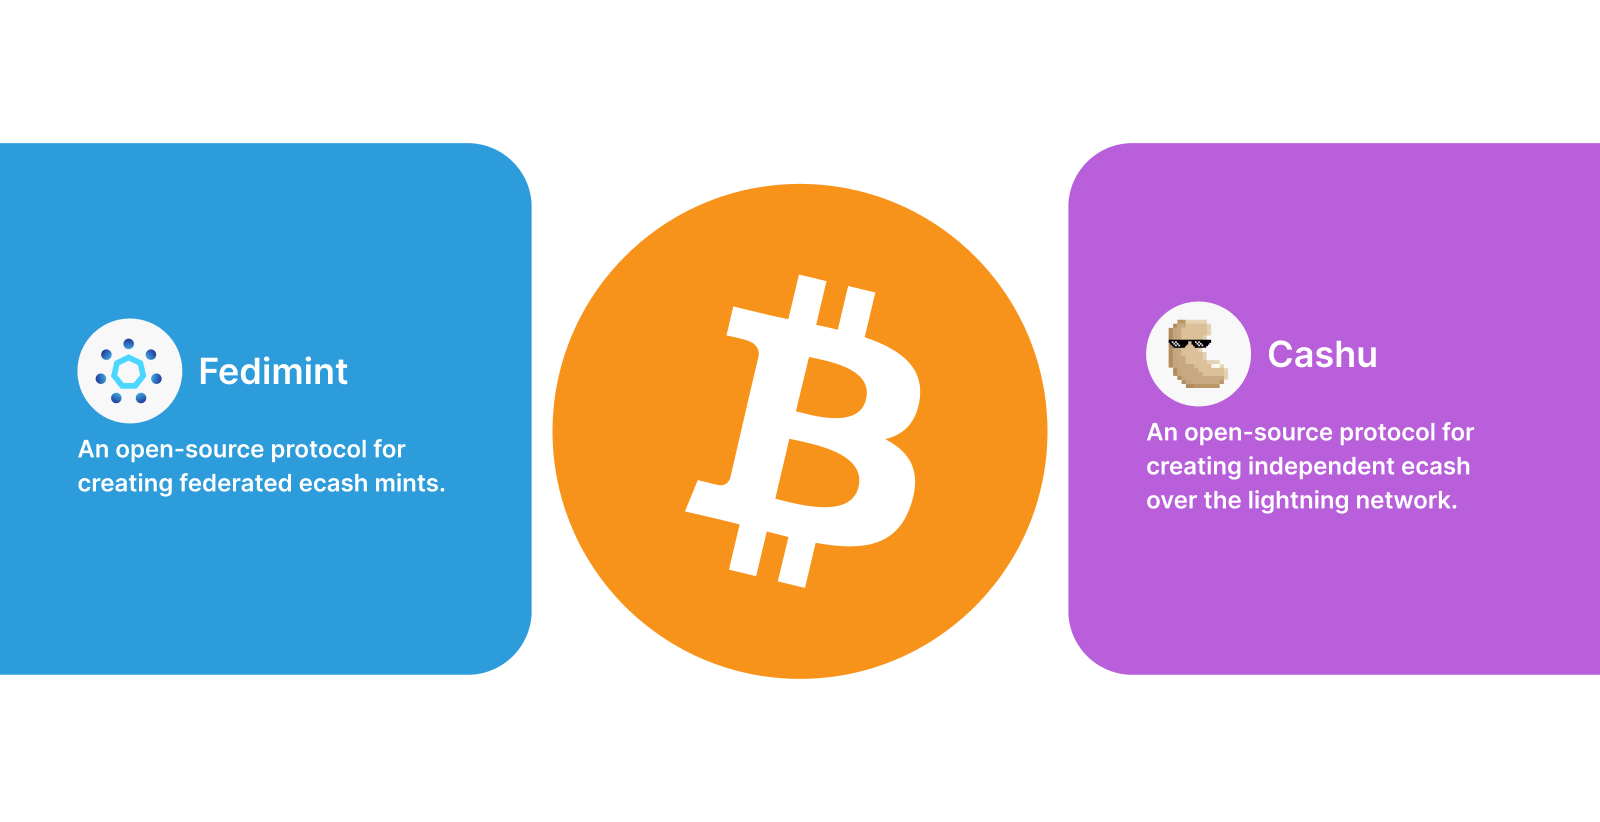 Fedimint
An open-source protocol for
creating federated ecash mints.
Cashu
An open-source protocol for
creating independent ecash
over the lightning network.